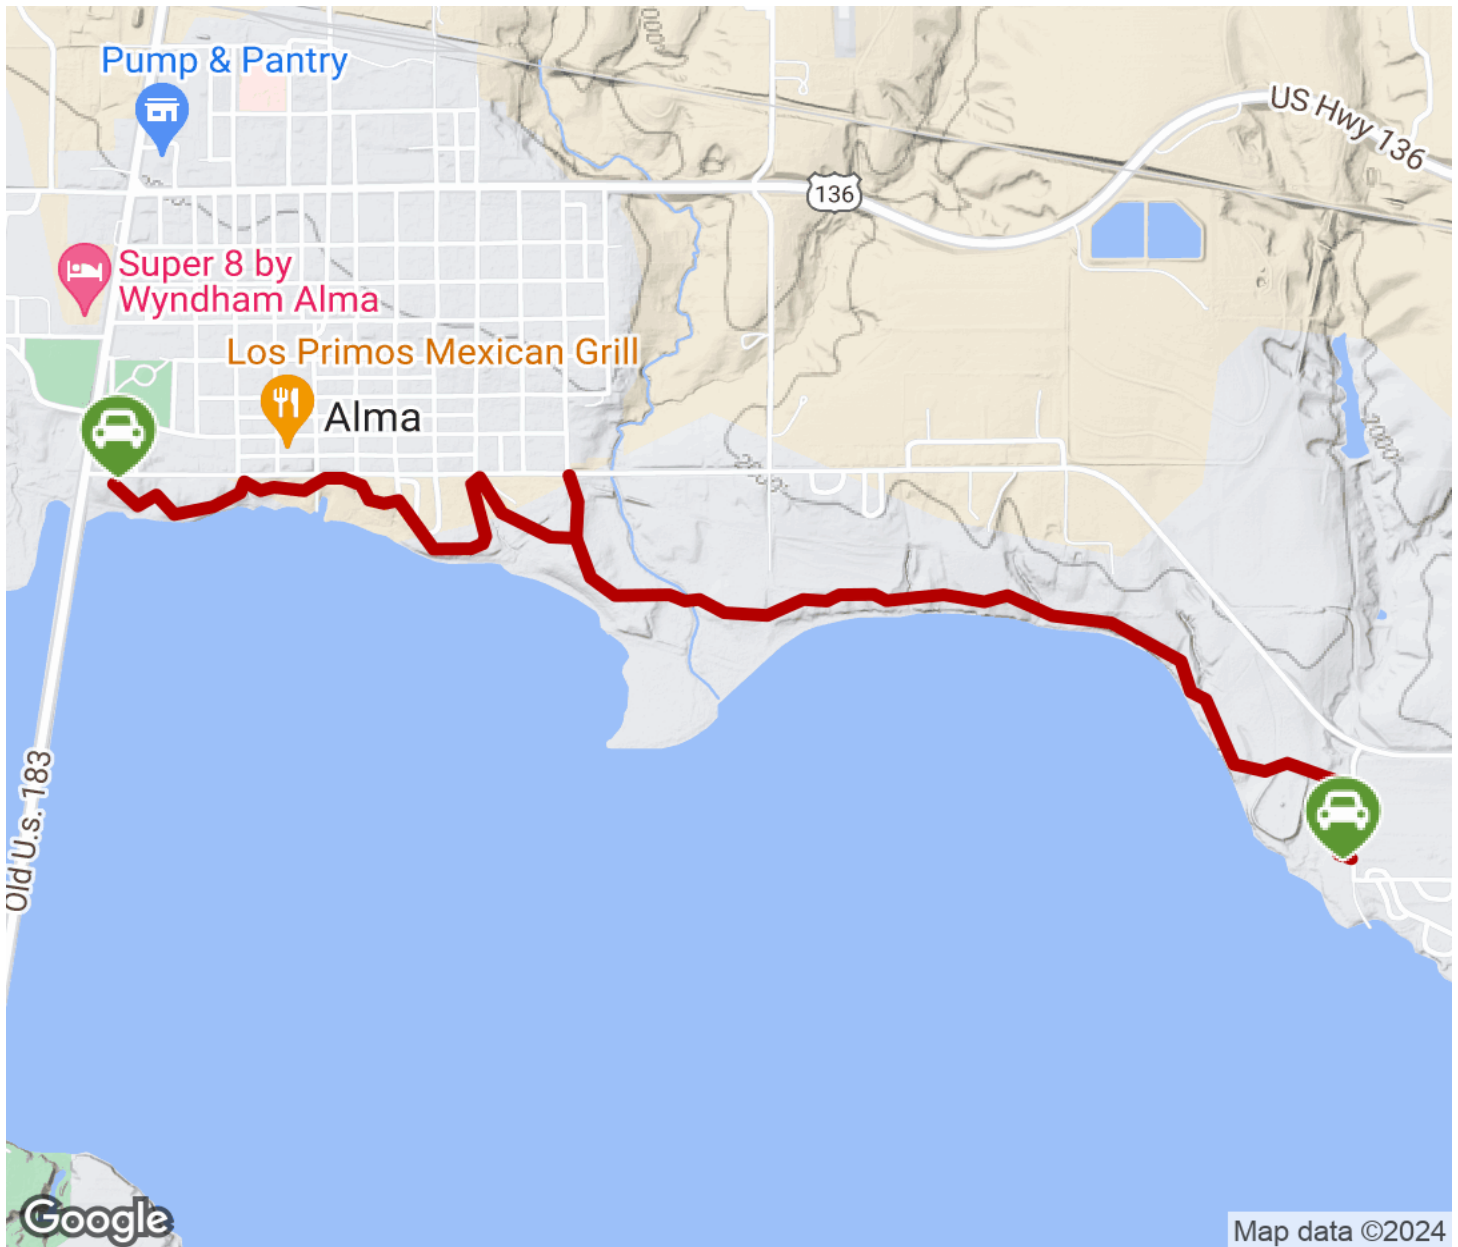 Pump & Pantry
US Hwy 136
136
Super 8 by
Wyndham Alma
Los Primos Mexican Grill
Alma
2000'
Old U.s. 183
Google
Map data ©2024